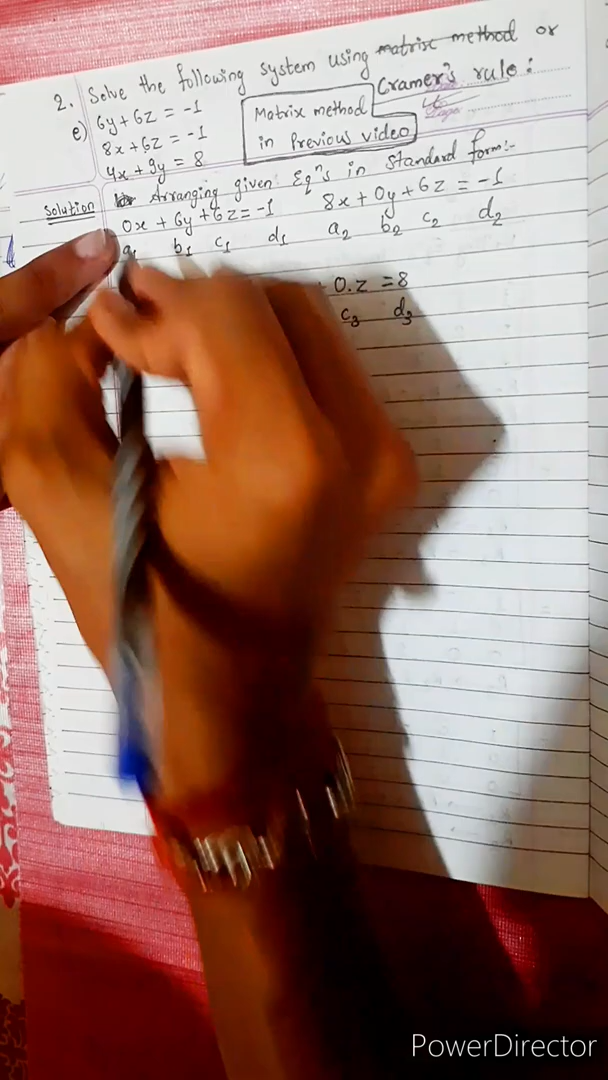 2. Solve the following system using matrix method or
Cramer's rule:
e) 6y + 6z = -1
8x + 6z = -1
4x + 9y = 8
Matrix method
in Previous video
Solution Arranging given Eqⁿs in standard form:-
0x + 6y + 6z = -1 8x + 0y + 6z = -1
a₁ b₁ c₁ d₁ a₂ b₂ c₂ d₂
0.z = 8
c₃ d₃
PowerDirector